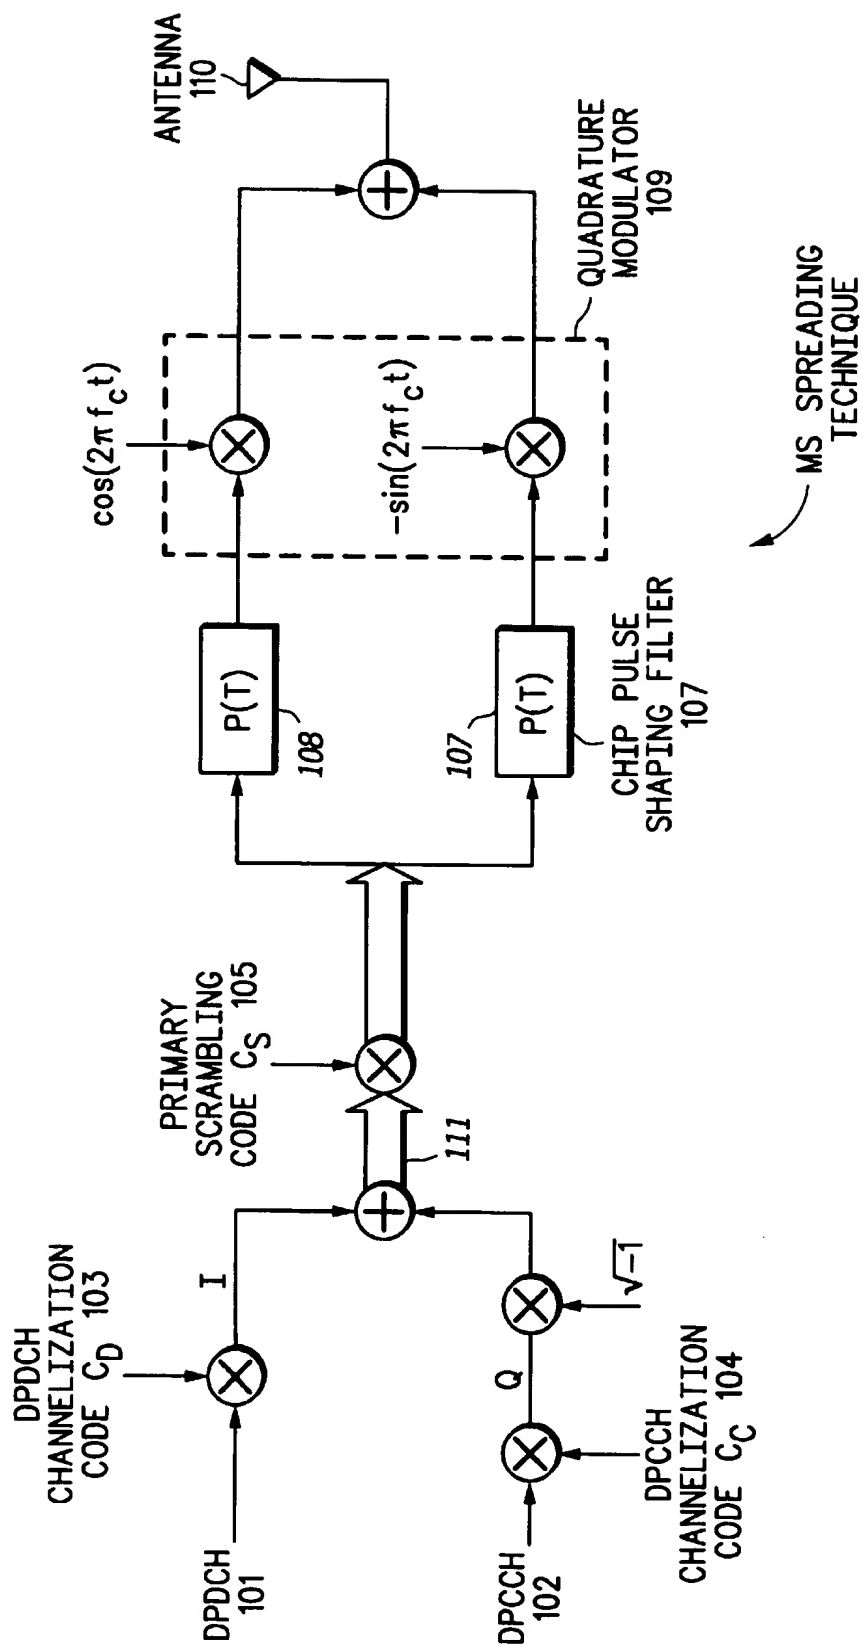 DPDCH
CHANNELIZATION
CODE C_D 103
DPDCH
101
I
DPCCH
102
Q
√-1
DPCCH
CHANNELIZATION
CODE C_C 104
PRIMARY
SCRAMBLING
CODE C_S 105
111
P(T)
108
107
P(T)
CHIP PULSE
SHAPING FILTER
107
cos(2πf_ct)
-sin(2πf_ct)
QUADRATURE
MODULATOR
109
ANTENNA
110
MS SPREADING
TECHNIQUE